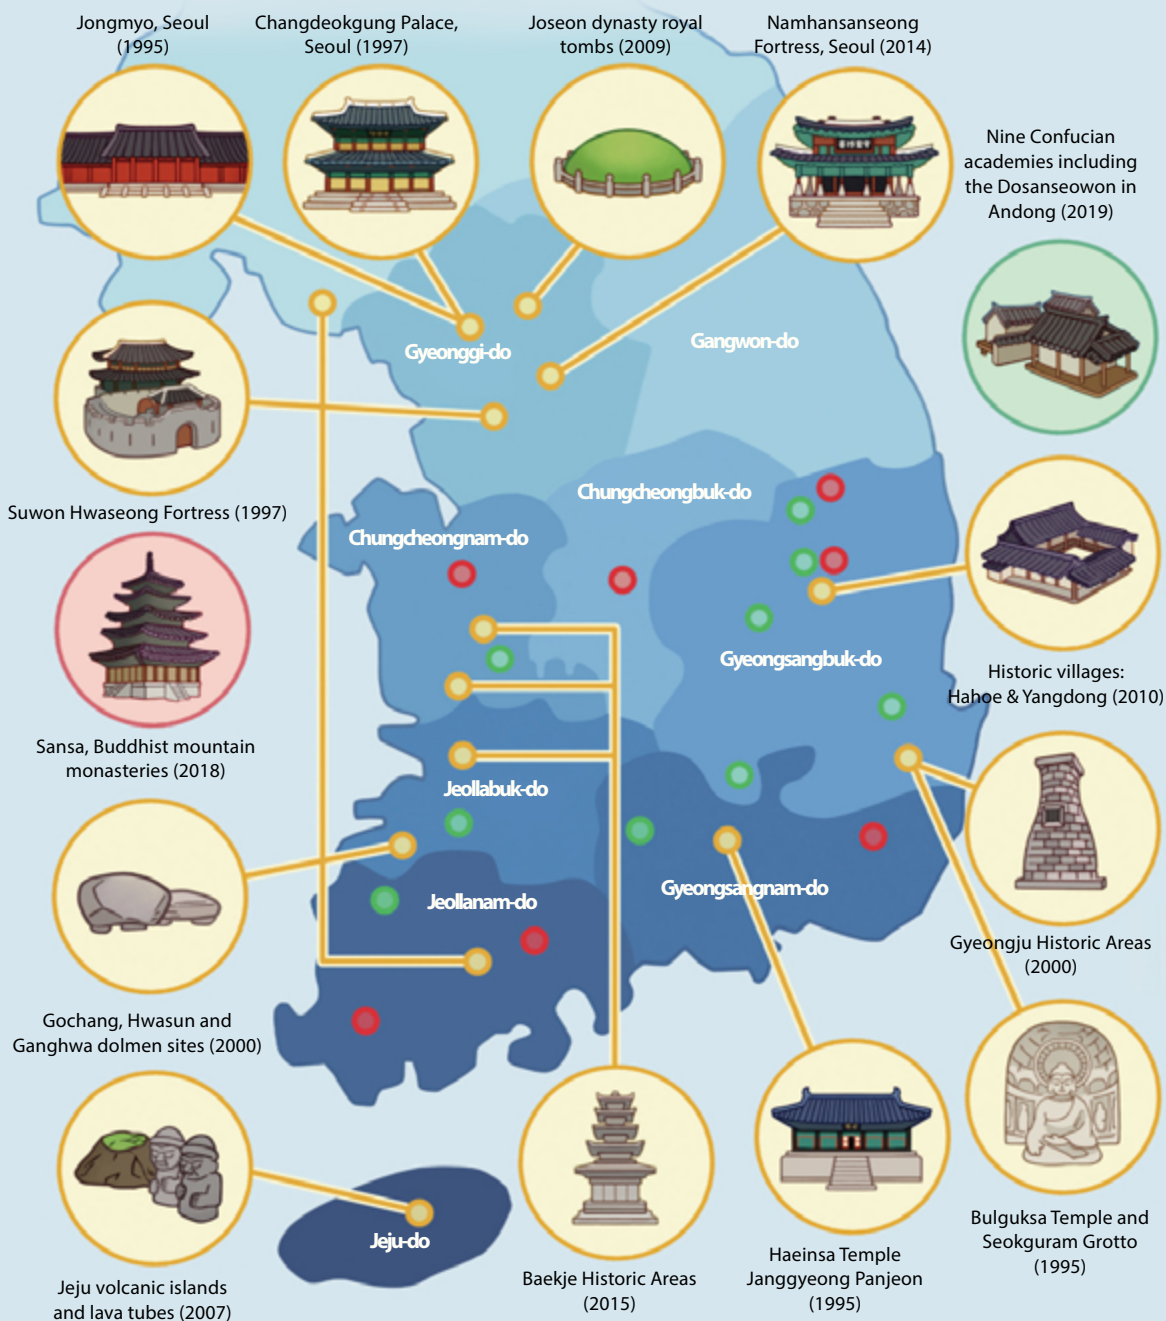 Jongmyo, Seoul
(1995)
Changdeokgung Palace,
Seoul (1997)
Joseon dynasty royal
tombs (2009)
Namhansanseong
Fortress, Seoul (2014)
Nine Confucian
academies including
the Dosanseowon in
Andong (2019)
Gyeonggi-do
Gangwon-do
Suwon Hwaseong Fortress (1997)
Chungcheongbuk-do
Chungcheongnam-do
Gyeongsangbuk-do
Historic villages:
Hahoe & Yangdong (2010)
Sansa, Buddhist mountain
monasteries (2018)
Jeollabuk-do
Gyeongsangnam-do
Jeollanam-do
Gyeongju Historic Areas
(2000)
Gochang, Hwasun and
Ganghwa dolmen sites (2000)
Jeju-do
Jeju volcanic islands
and lava tubes (2007)
Baekje Historic Areas
(2015)
Haeinsa Temple
Janggyeong Panjeon
(1995)
Bulguksa Temple and
Seokguram Grotto
(1995)